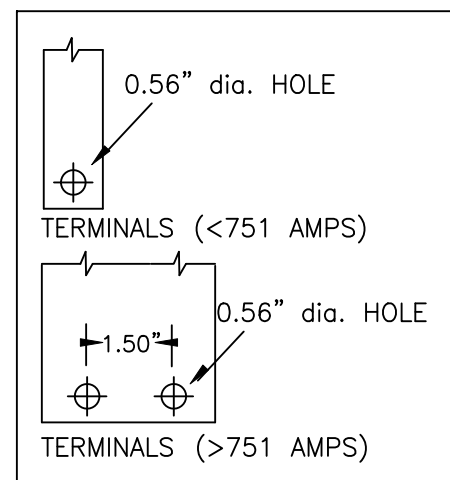 0.56" dia. HOLE
TERMINALS (<751 AMPS)
0.56" dia. HOLE
1.50"
TERMINALS (>751 AMPS)